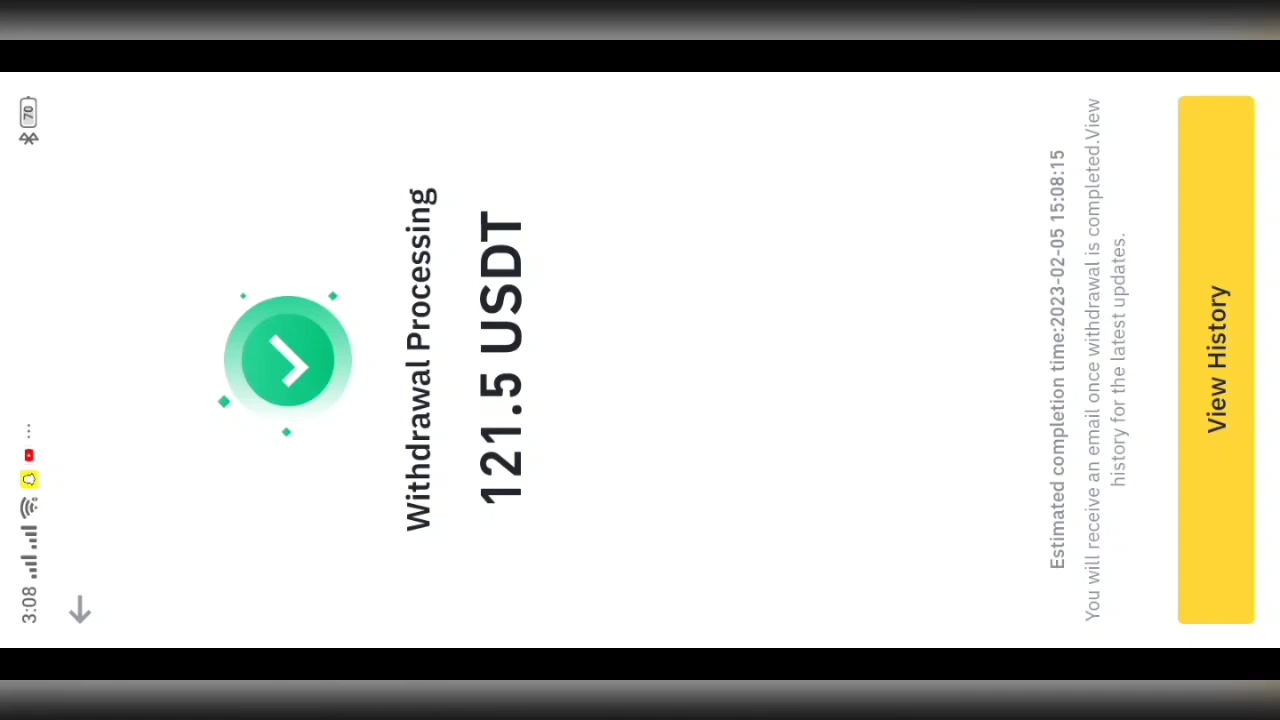 3:08
70
Withdrawal Processing
121.5 USDT
Estimated completion time:2023-02-05 15:08:15
You will receive an email once withdrawal is completed.View
history for the latest updates.
View History